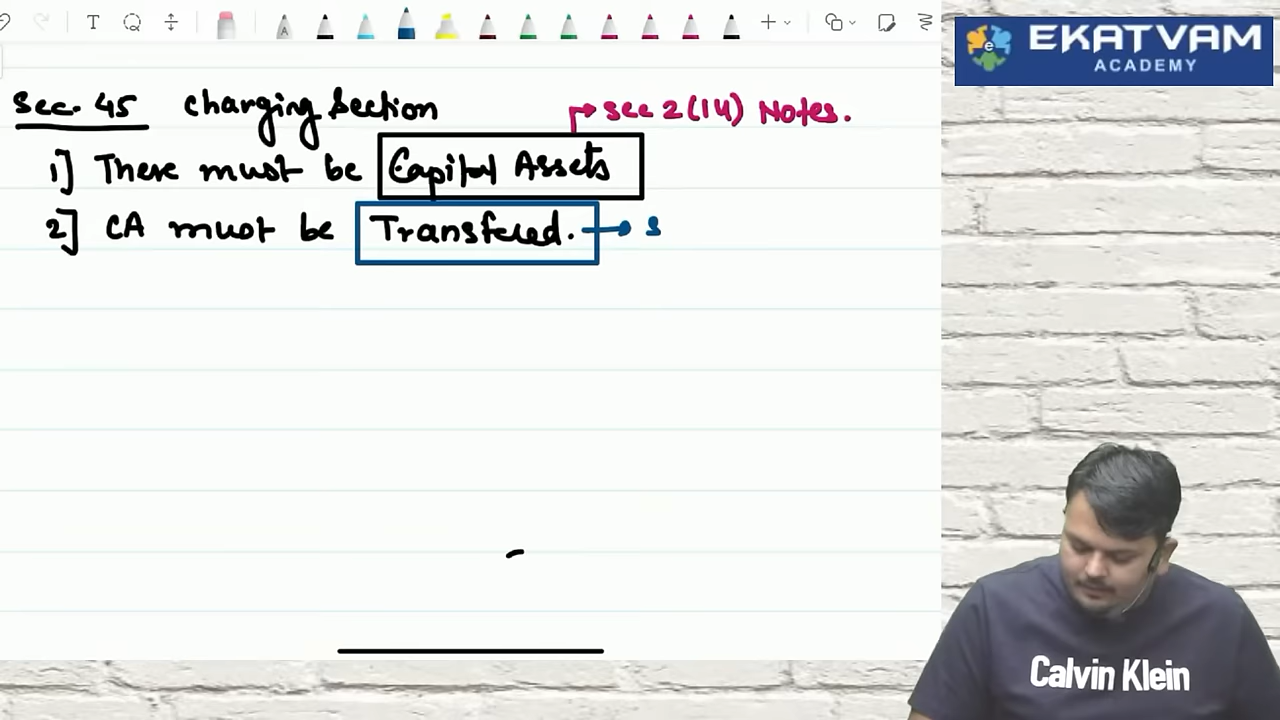 T
A
EKATVAM
ACADEMY
Sec. 45 Charging Section
→ Sec 2(14) Notes.
1] There must be Capital Assets
2] CA must be Transfered. → s
Calvin Klein